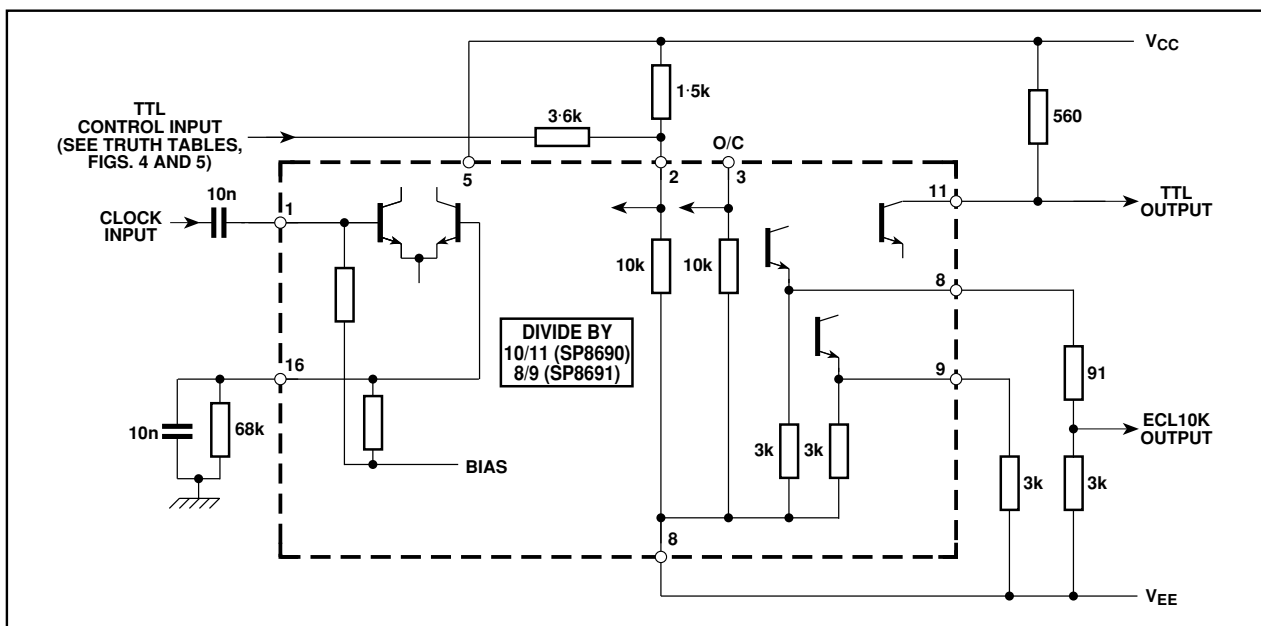 VCC
1·5k
560
TTL
CONTROL INPUT
(SEE TRUTH TABLES,
FIGS. 4 AND 5)
3·6k
O/C
5
2
3
10n
CLOCK
INPUT
1
11
TTL
OUTPUT
10k
10k
8
DIVIDE BY
10/11 (SP8690)
8/9 (SP8691)
16
9
91
10n
68k
BIAS
3k
3k
ECL10K
OUTPUT
3k
3k
8
VEE